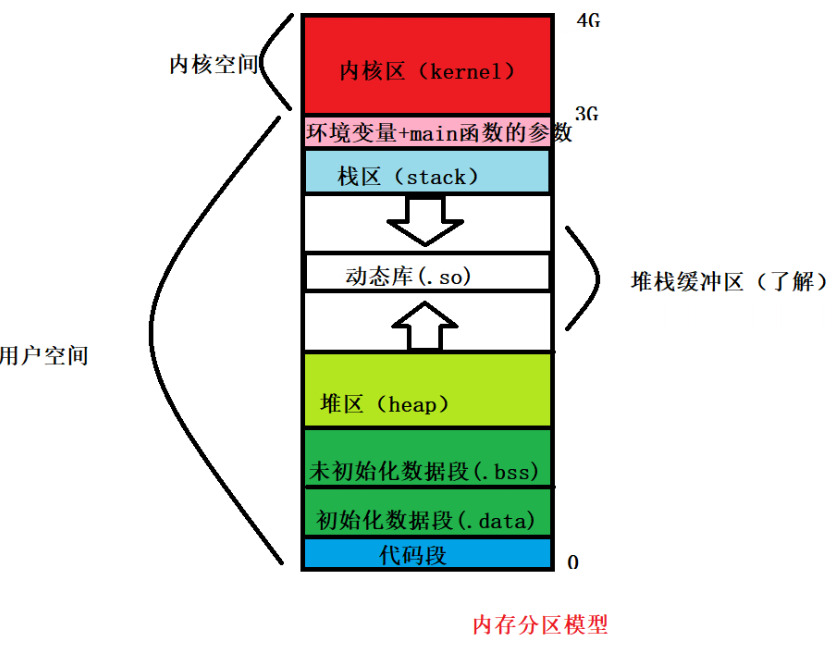 4G
内核空间
内核区（kernel）
3G
环境变量+main函数的参数
栈区（stack）
动态库(.so)
堆栈缓冲区（了解）
用户空间
堆区（heap）
未初始化数据段(.bss)
初始化数据段(.data)
代码段
0
内存分区模型